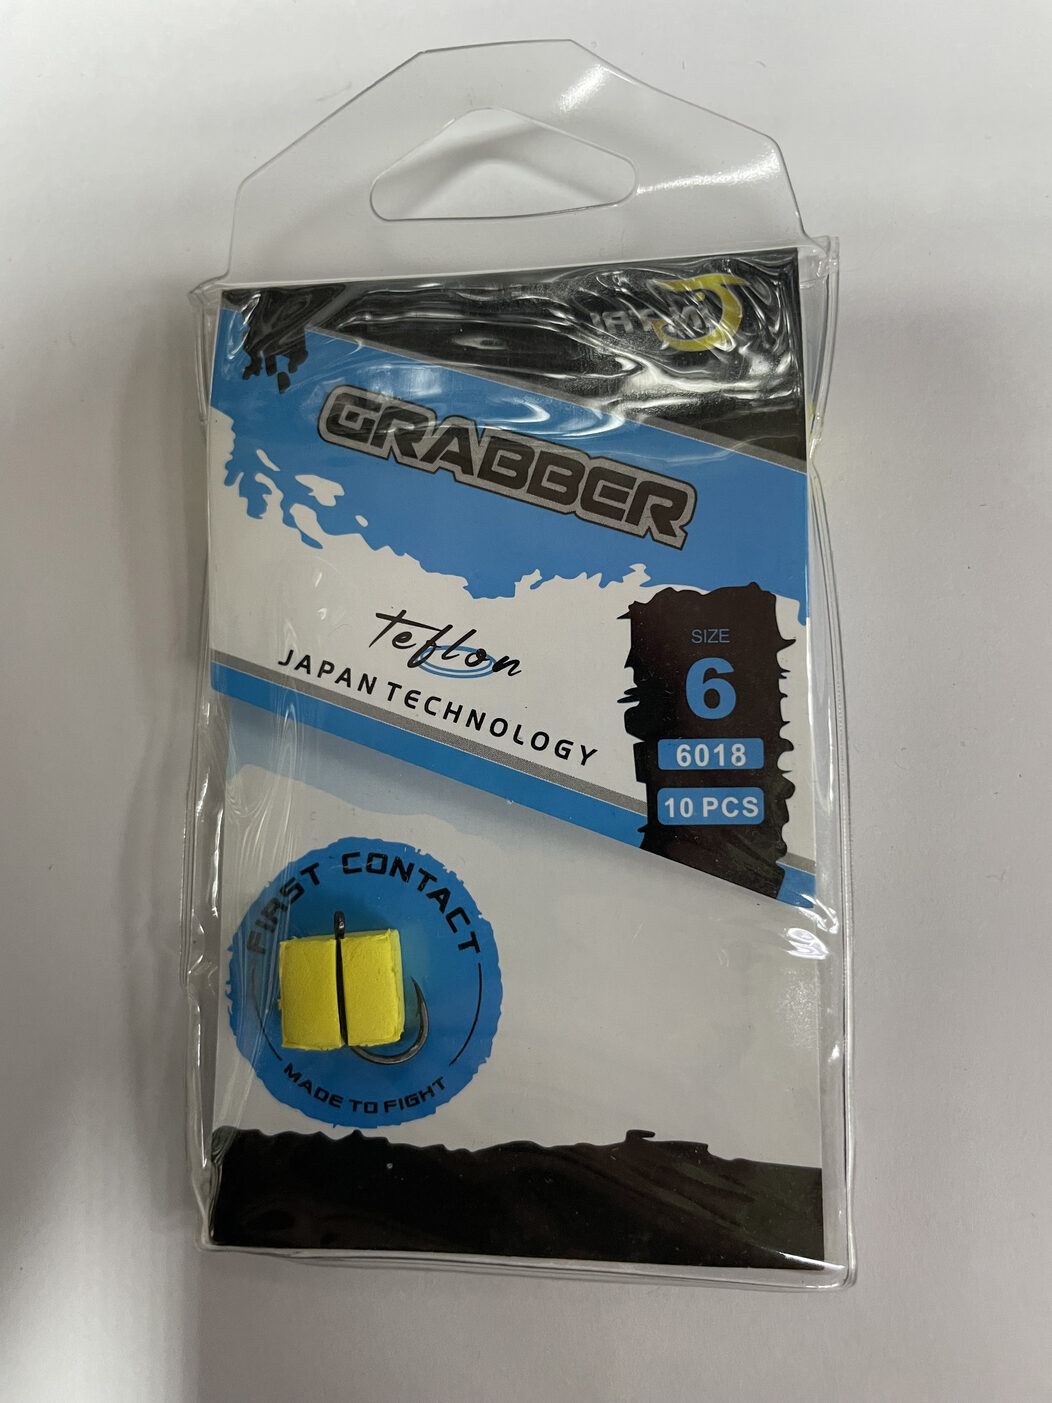 GRABBER
Teflon
JAPAN TECHNOLOGY
SIZE
6
6018
10 PCS
FIRST CONTACT
MADE TO FIGHT